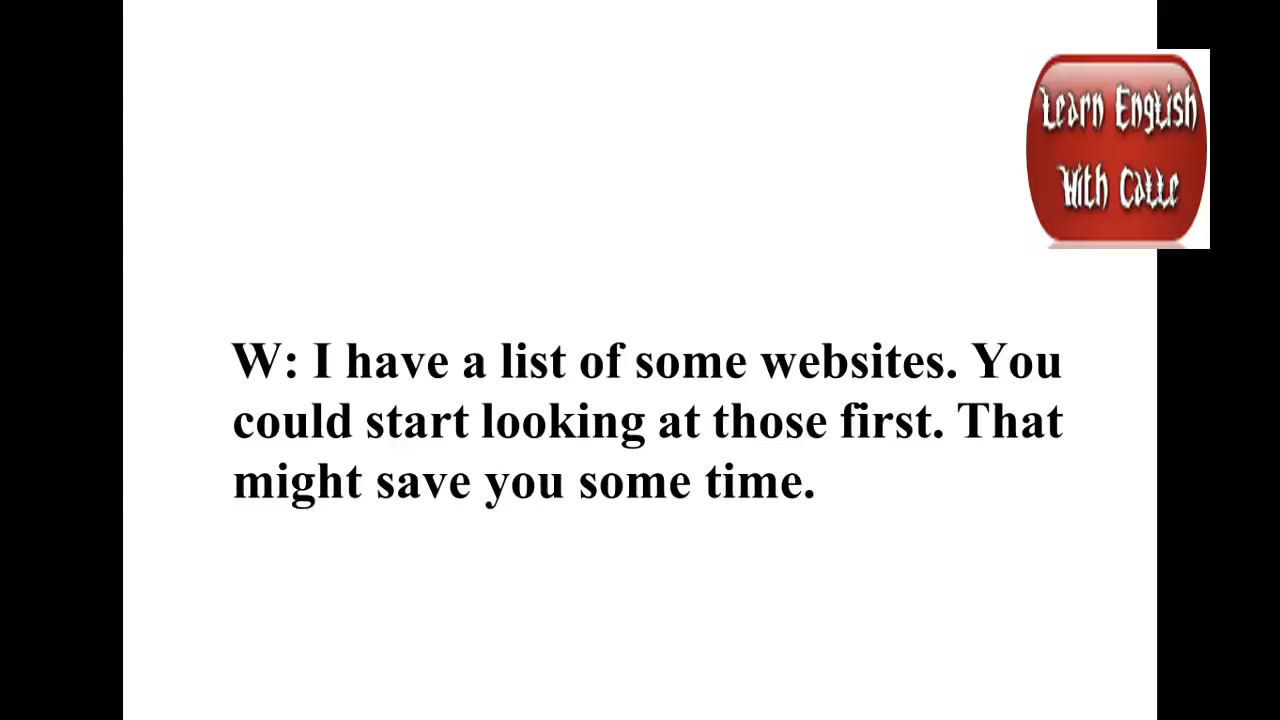 Learn English
With Calle
W: I have a list of some websites. You
could start looking at those first. That
might save you some time.